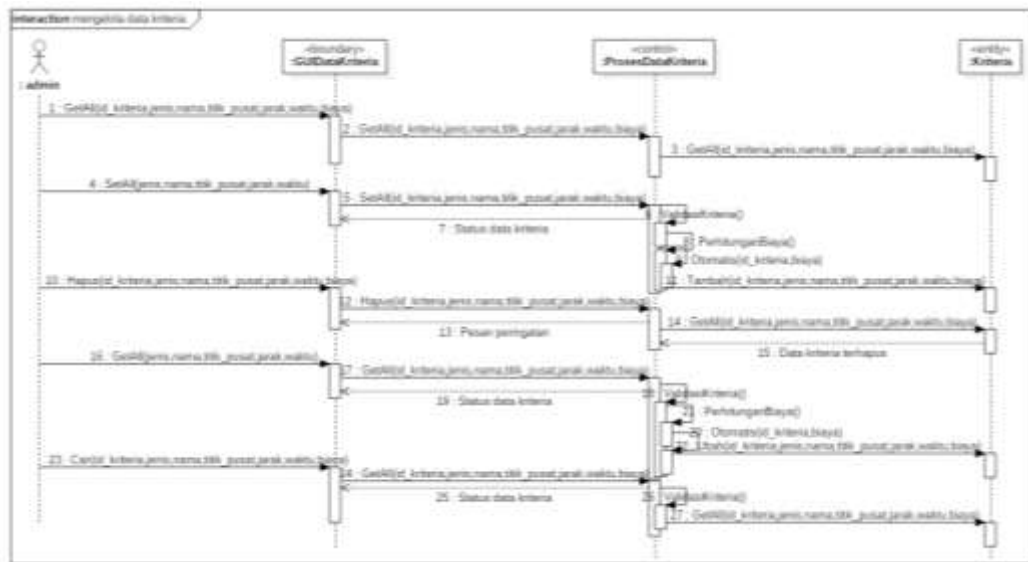 interaction mengelola data kriteria
«boundary»
:GUIDataKriteria
«control»
:ProsesDataKriteria
«entity»
:Kriteria
: admin
1 : GetAll(id_kriteria,jenis,nama,titik_pusat,jarak,waktu,biaya)
2 : GetAll(id_kriteria,jenis,nama,titik_pusat,jarak,waktu,biaya)
3 : GetAll(id_kriteria,jenis,nama,titik_pusat,jarak,waktu,biaya)
4 : SetAll(jenis,nama,titik_pusat,jarak,waktu)
5 : SetAll(id_kriteria,jenis,nama,titik_pusat,jarak,waktu,biaya)
ValidasiKriteria()
7 : Status data kriteria
PerhitunganBiaya()
Otomatis(id_kriteria,biaya)
10 : Hapus(id_kriteria,jenis,nama,titik_pusat,jarak,waktu,biaya)
Tambah(id_kriteria,jenis,nama,titik_pusat,jarak,waktu,biaya)
12 : Hapus(id_kriteria,jenis,nama,titik_pusat,jarak,waktu,biaya)
13 : Pesan peringatan
14 : GetAll(id_kriteria,jenis,nama,titik_pusat,jarak,waktu,biaya)
15 : Data kriteria terhapus
16 : GetAll(jenis,nama,titik_pusat,jarak,waktu)
17 : GetAll(id_kriteria,jenis,nama,titik_pusat,jarak,waktu,biaya)
ValidasiKriteria()
19 : Status data kriteria
21 : PerhitunganBiaya()
Otomatis(id_kriteria,biaya)
Ubah(id_kriteria,jenis,nama,titik_pusat,jarak,waktu,biaya)
23 : Cari(id_kriteria,jenis,nama,titik_pusat,jarak,waktu,biaya)
24 : GetAll(id_kriteria,jenis,nama,titik_pusat,jarak,waktu,biaya)
25 : Status data kriteria
26 : ValidasiKriteria()
27 : GetAll(id_kriteria,jenis,nama,titik_pusat,jarak,waktu,biaya)